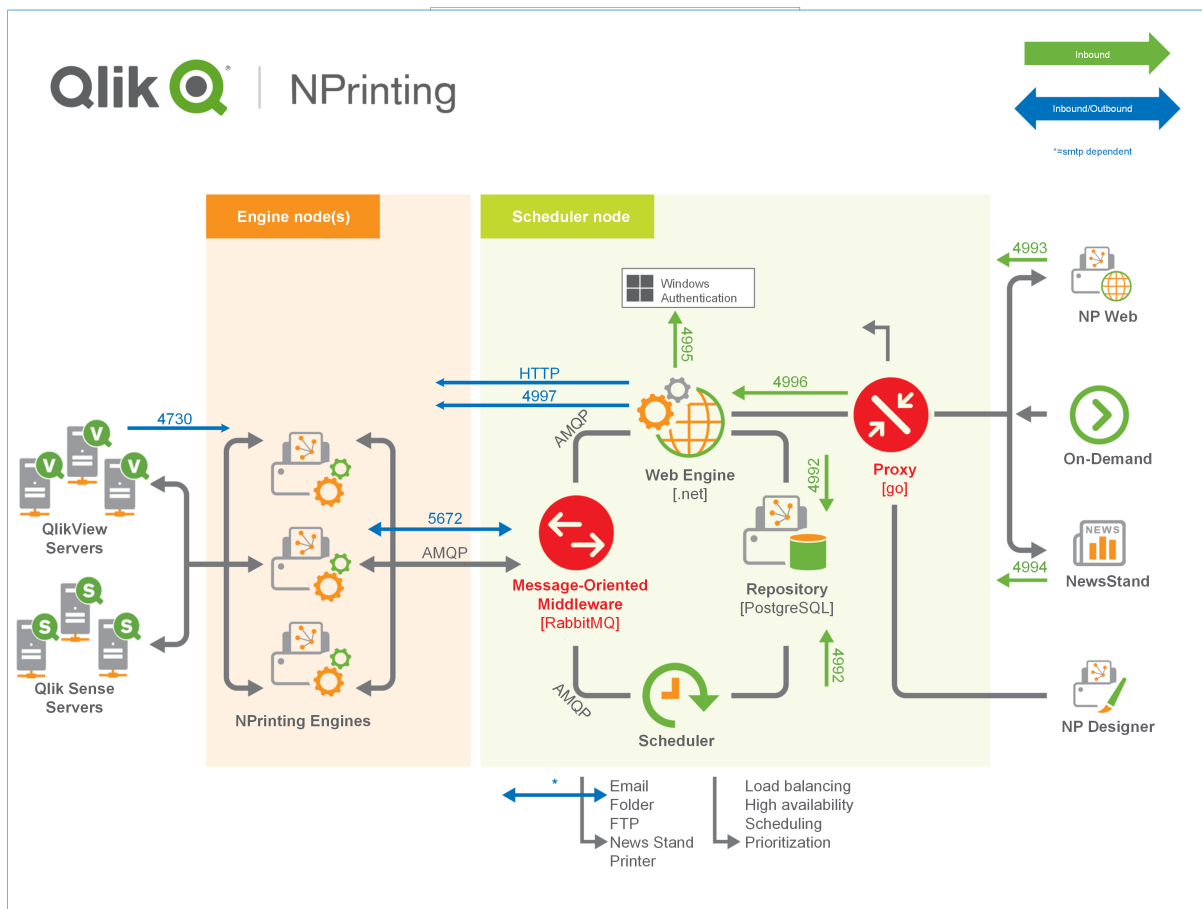 Qlik Q® | NPrinting
Inbound
Inbound/Outbound
*=smtp dependent
Engine node(s)
Scheduler node
Windows
Authentication
4993
NP Web
4995
HTTP
4997
4996
AMQP
4730
V
V
V
QlikView
Servers
Web Engine
[.net]
Proxy
[go]
On-Demand
4992
5672
AMQP
NEWS
4994
NewsStand
Message-Oriented
Middleware
[RabbitMQ]
Repository
[PostgreSQL]
S
S
S
Qlik Sense
Servers
4992
AMQP
NPrinting Engines
Scheduler
NP Designer
*
Email
Folder
FTP
News Stand
Printer
Load balancing
High availability
Scheduling
Prioritization